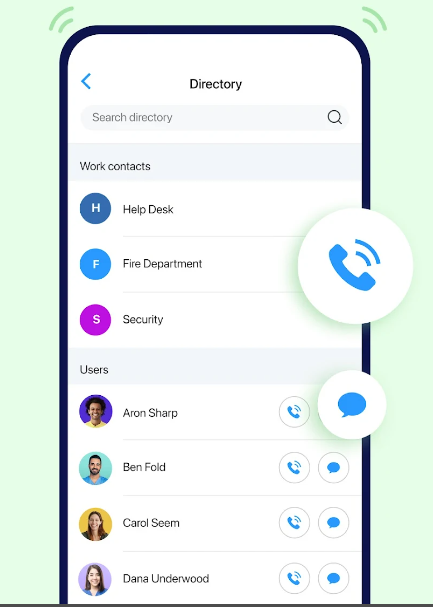 Directory
Search directory
Work contacts
H Help Desk
F Fire Department
S Security
Users
Aron Sharp
Ben Fold
Carol Seem
Dana Underwood